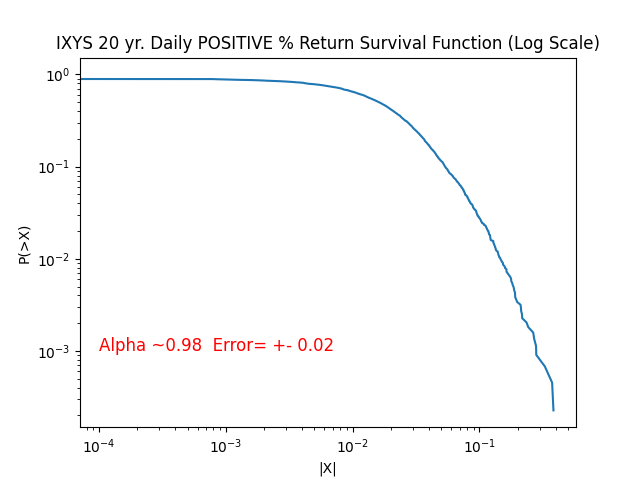 IXYS 20 yr. Daily POSITIVE % Return Survival Function (Log Scale)
10⁰
10⁻¹
10⁻²
10⁻³
P(>X)
Alpha ~0.98  Error= +- 0.02
10⁻⁴ 10⁻³ 10⁻² 10⁻¹
|X|